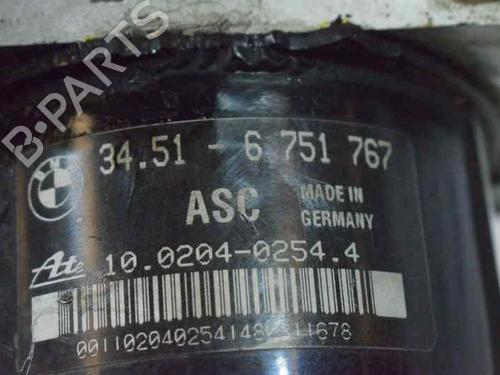 B-PARTS
34.51 - 6 751 767
ASC MADE IN GERMANY
Ate 10.0204-0254.4